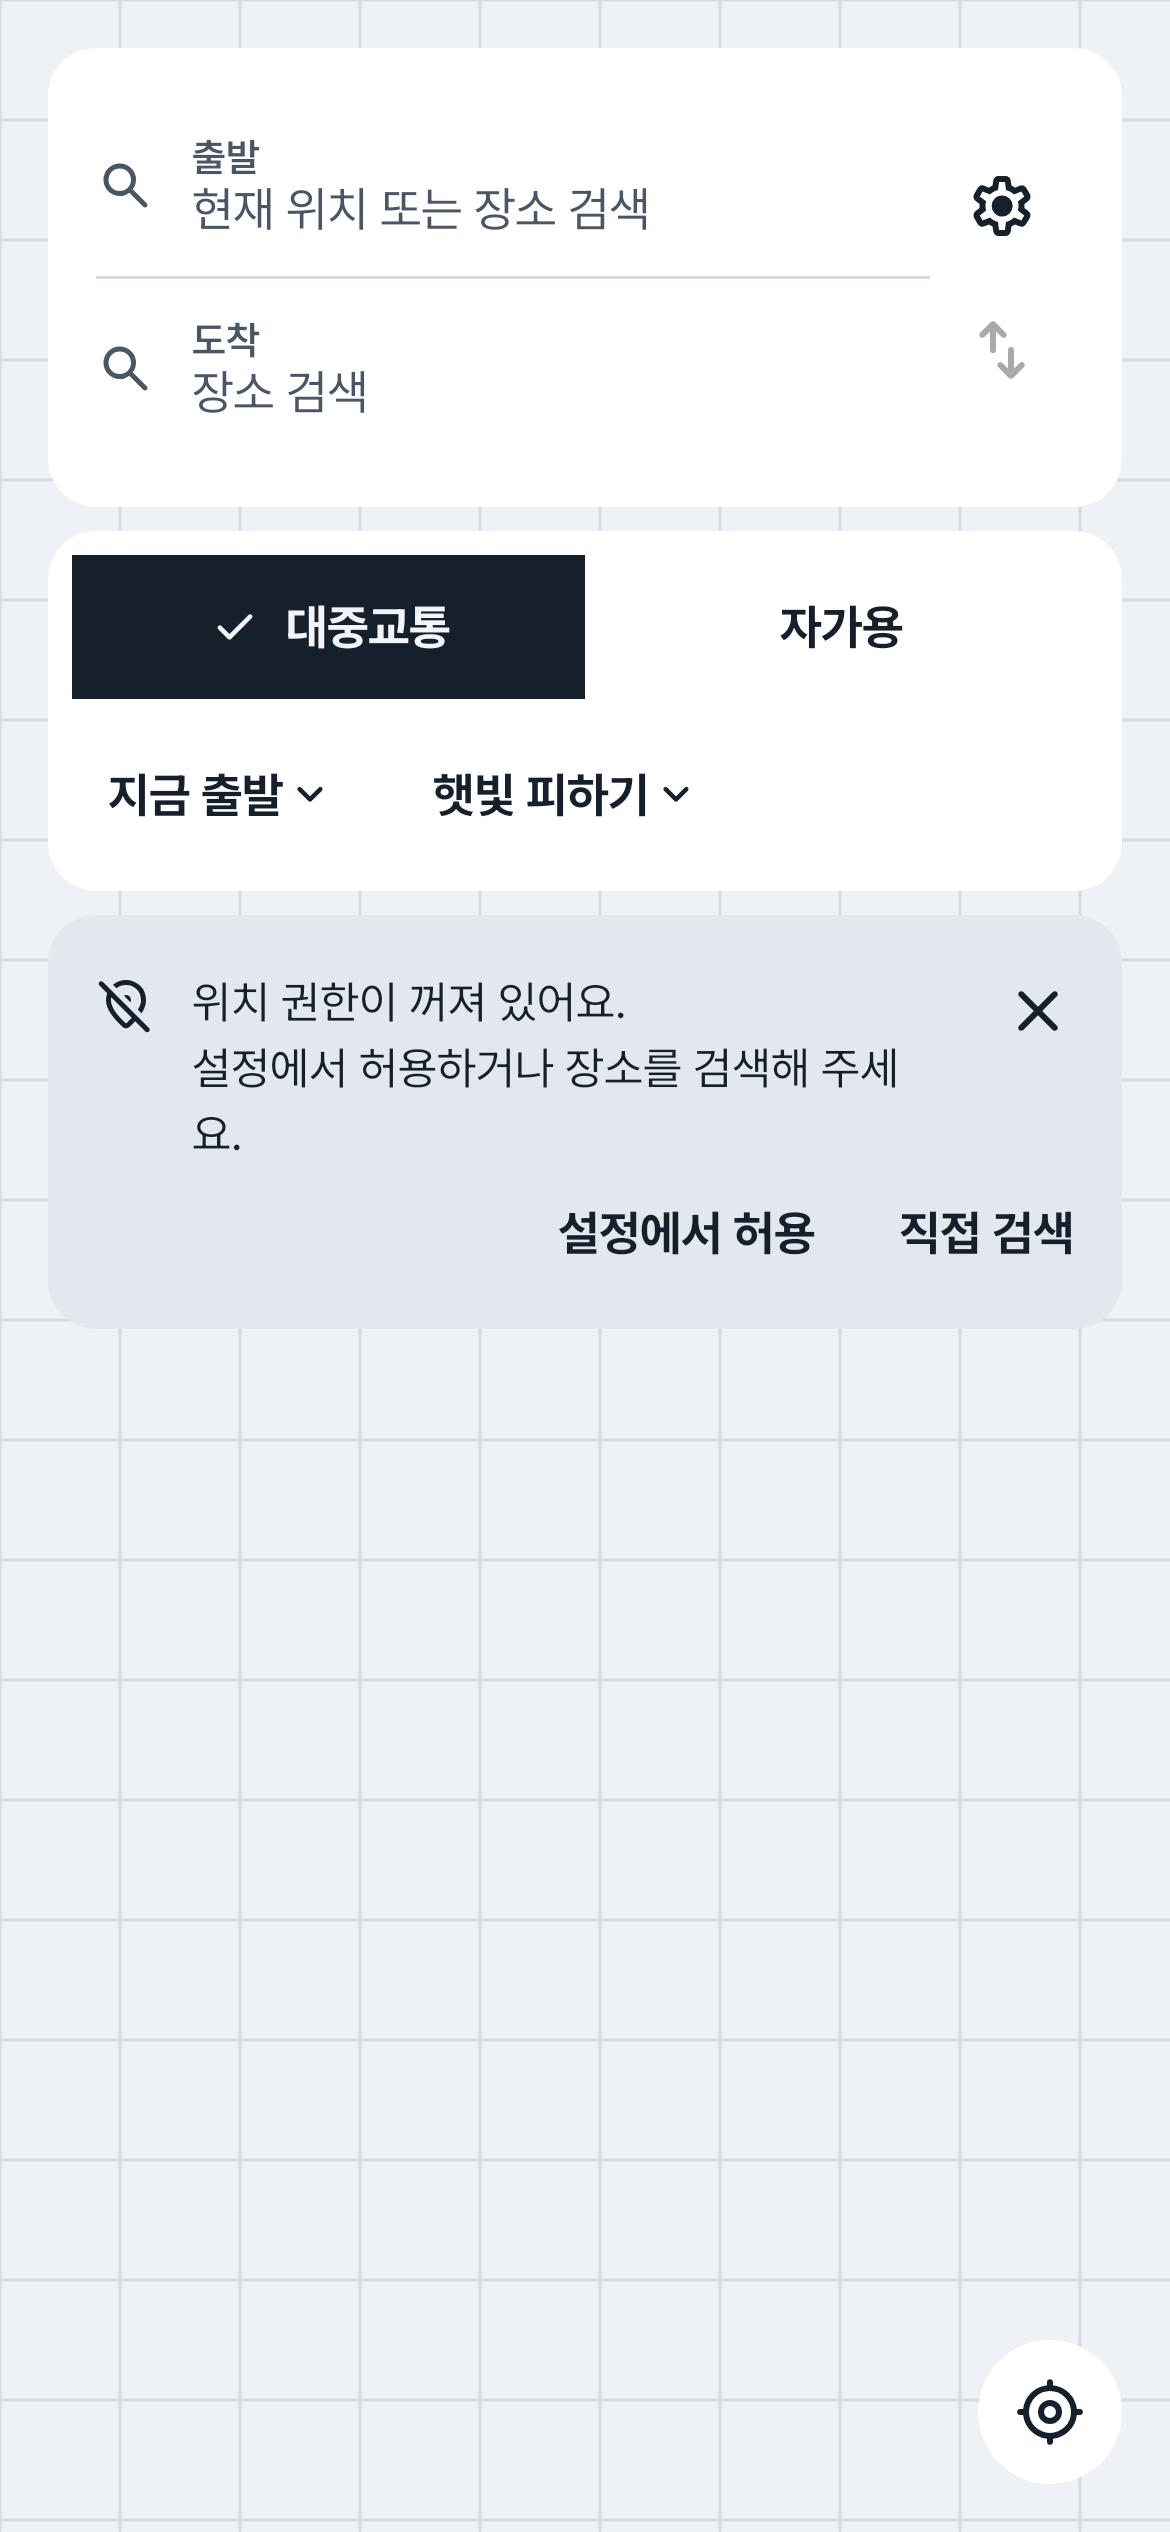 출발
현재 위치 또는 장소 검색
도착
장소 검색
대중교통
자가용
지금 출발
햇빛 피하기
위치 권한이 꺼져 있어요.
설정에서 허용하거나 장소를 검색해 주세
요.
설정에서 허용
직접 검색